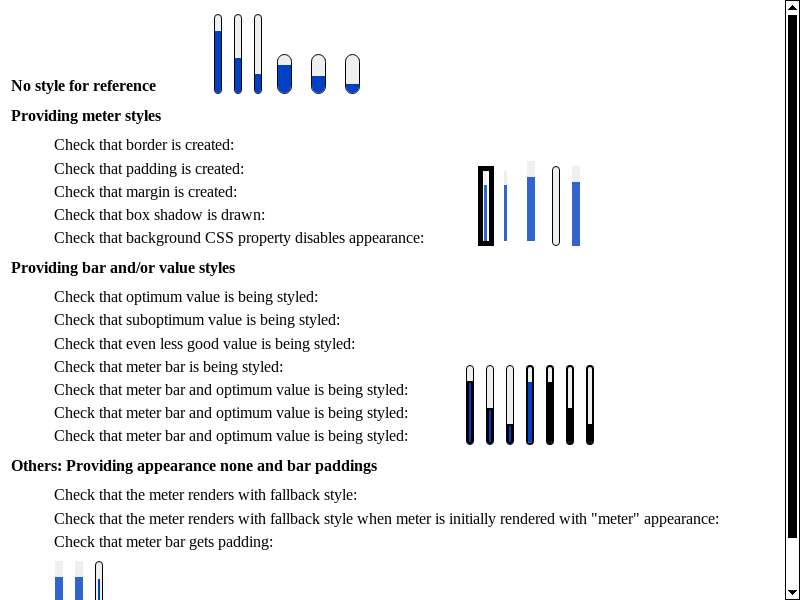 No style for reference
Providing meter styles
Check that border is created:
Check that padding is created:
Check that margin is created:
Check that box shadow is drawn:
Check that background CSS property disables appearance:
Providing bar and/or value styles
Check that optimum value is being styled:
Check that suboptimum value is being styled:
Check that even less good value is being styled:
Check that meter bar is being styled:
Check that meter bar and optimum value is being styled:
Check that meter bar and optimum value is being styled:
Check that meter bar and optimum value is being styled:
Others: Providing appearance none and bar paddings
Check that the meter renders with fallback style:
Check that the meter renders with fallback style when meter is initially rendered with "meter" appearance:
Check that meter bar gets padding: